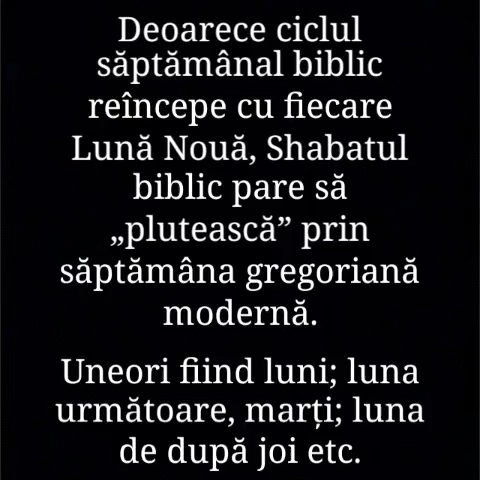 Deoarece ciclul
săptămânal biblic
reîncepe cu fiecare
Lună Nouă, Shabatul
biblic pare să
„plutească” prin
săptămâna gregoriană
modernă.
Uneori fiind luni; luna
următoare, marți; luna
de după joi etc.